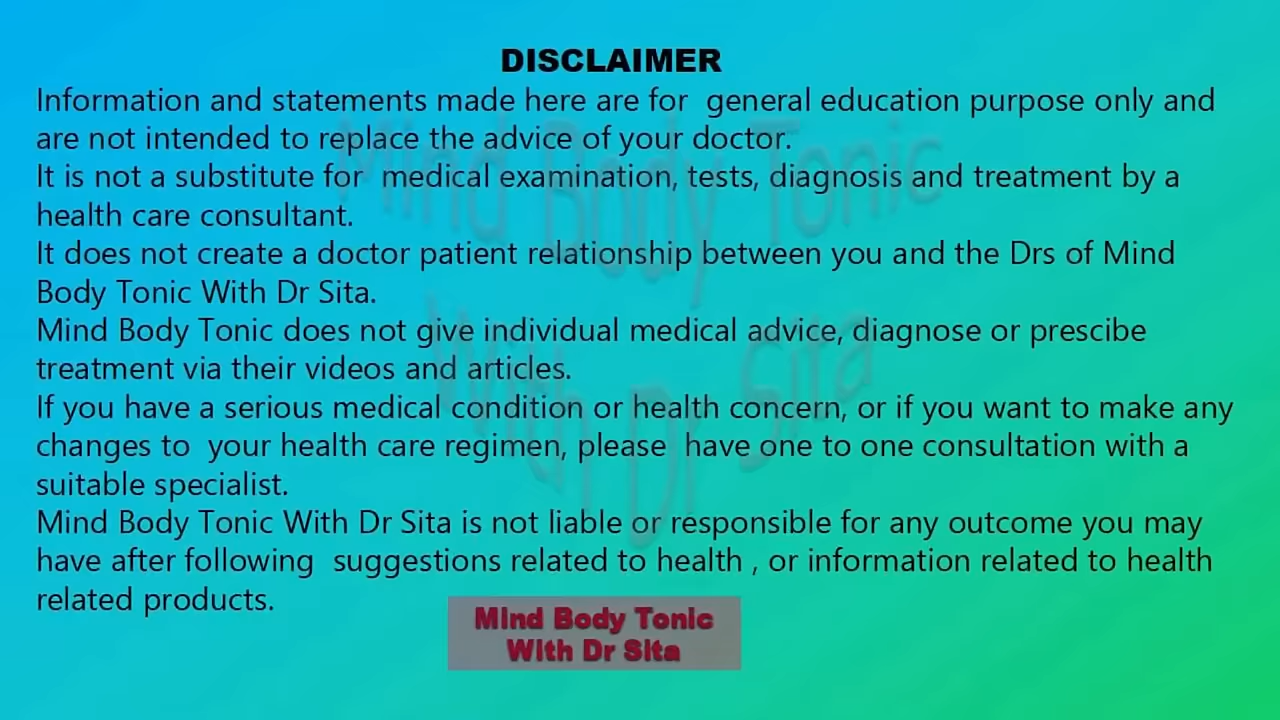 DISCLAIMER
Information and statements made here are for general education purpose only and
are not intended to replace the advice of your doctor.
It is not a substitute for medical examination, tests, diagnosis and treatment by a
health care consultant.
It does not create a doctor patient relationship between you and the Drs of Mind
Body Tonic With Dr Sita.
Mind Body Tonic does not give individual medical advice, diagnose or prescibe
treatment via their videos and articles.
If you have a serious medical condition or health concern, or if you want to make any
changes to your health care regimen, please have one to one consultation with a
suitable specialist.
Mind Body Tonic With Dr Sita is not liable or responsible for any outcome you may
have after following suggestions related to health , or information related to health
related products.
Mind Body Tonic
With Dr Sita
Mind Body Tonic
With Dr Sita